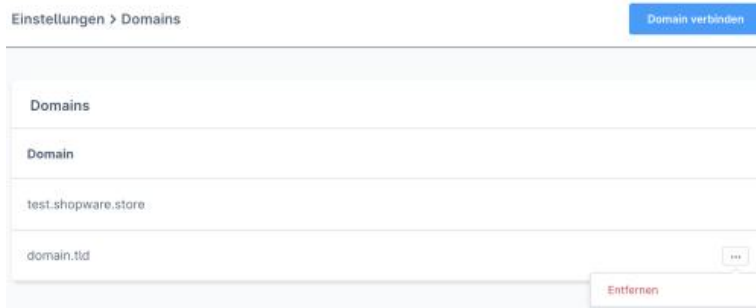 Einstellungen > Domains
Domain verbinden
Domains
Domain
test.shopware.store
domain.tld
...
Entfernen